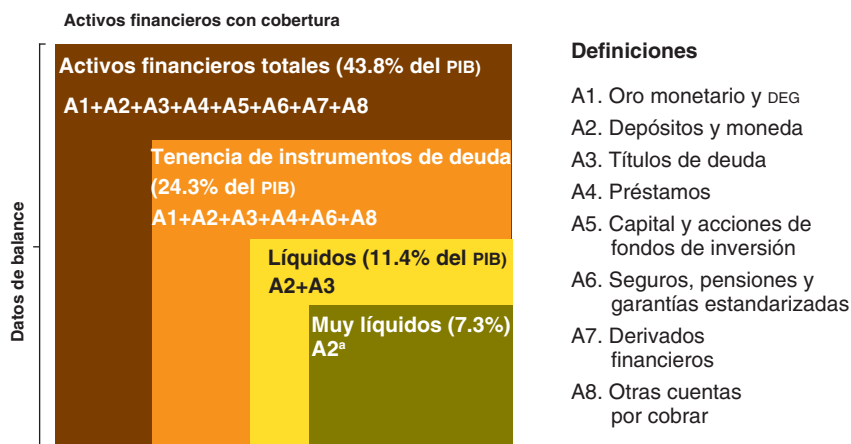 Activos financieros con cobertura
Datos de balance
Activos financieros totales (43.8% del PIB)
A1+A2+A3+A4+A5+A6+A7+A8
Tenencia de instrumentos de deuda
(24.3% del PIB)
A1+A2+A3+A4+A6+A8
Líquidos (11.4% del PIB)
A2+A3
Muy líquidos (7.3%)
A2ª
Definiciones
A1. Oro monetario y DEG
A2. Depósitos y moneda
A3. Títulos de deuda
A4. Préstamos
A5. Capital y acciones de
fondos de inversión
A6. Seguros, pensiones y
garantías estandarizadas
A7. Derivados
financieros
A8. Otras cuentas
por cobrar